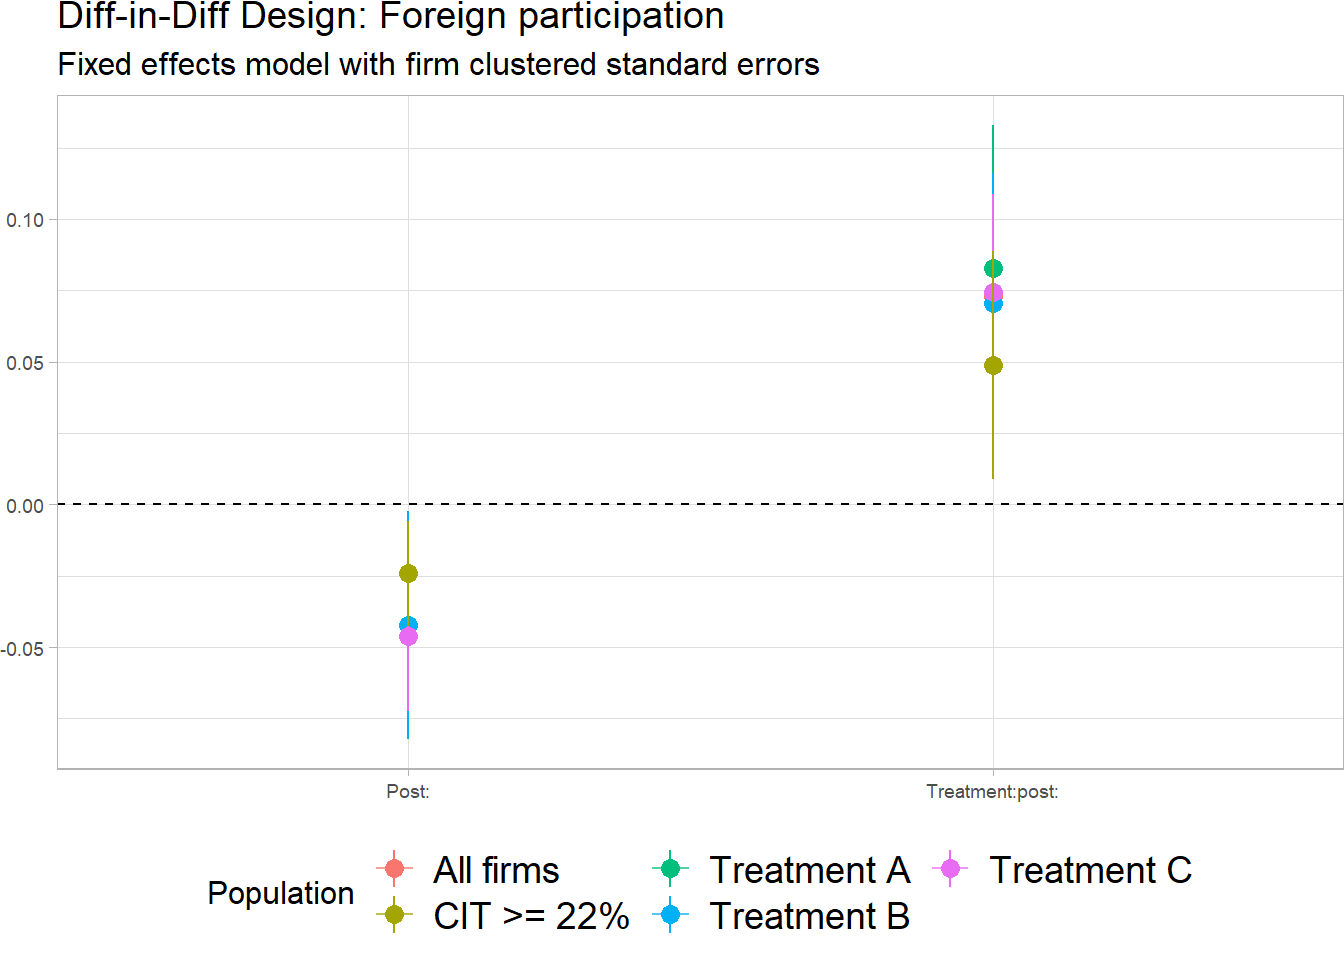 Diff-in-Diff Design: Foreign participation
Fixed effects model with firm clustered standard errors
0.10
0.05
0.00
-0.05
Post:
Treatment:post:
Population
All firms
CIT >= 22%
Treatment A
Treatment B
Treatment C